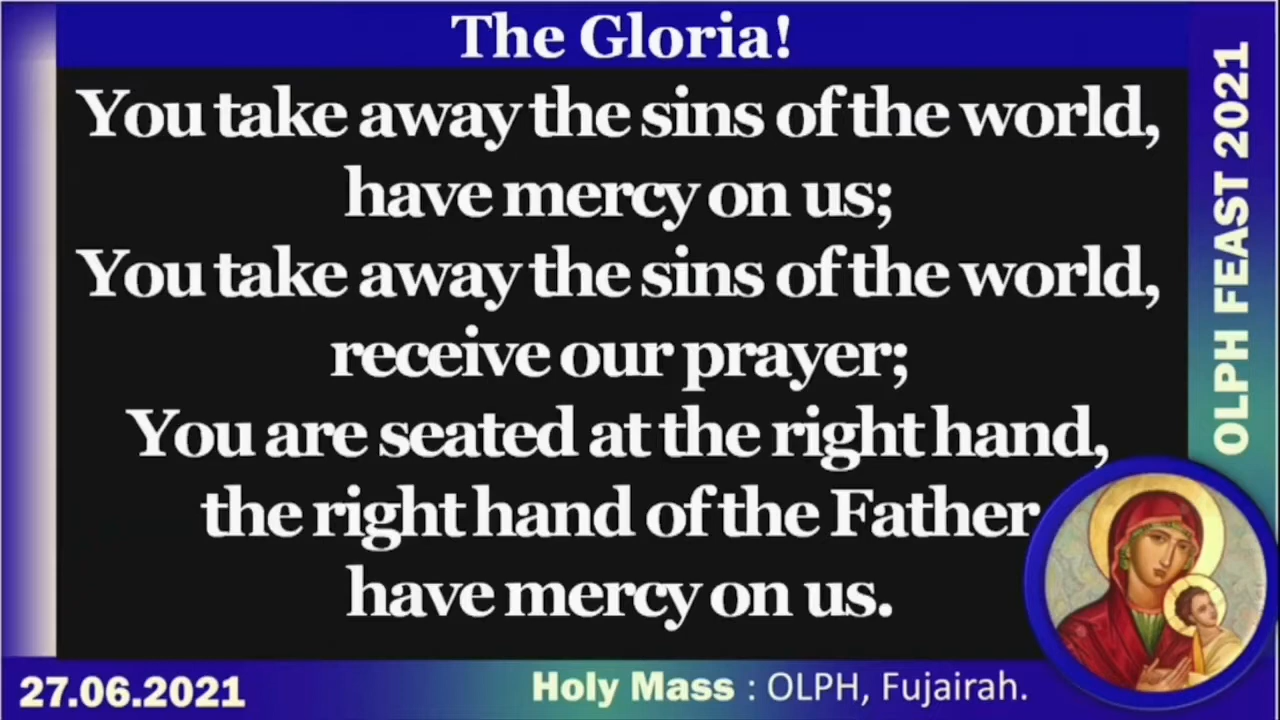 The Gloria!
You take away the sins of the world,
have mercy on us;
You take away the sins of the world,
receive our prayer;
You are seated at the right hand,
the right hand of the Father
have mercy on us.
OLPH FEAST 2021
27.06.2021
Holy Mass : OLPH, Fujairah.